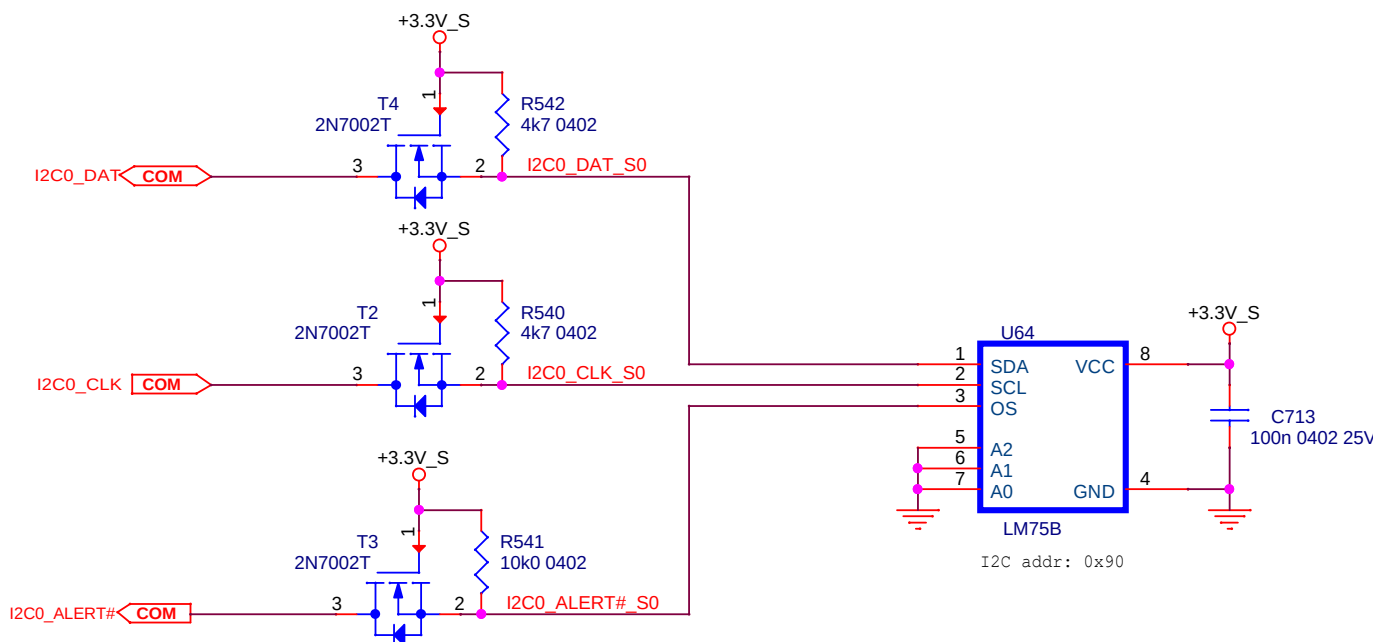 +3.3V_S
1
T4
2N7002T
R542
4k7 0402
I2C0_DAT
COM
3
2
I2C0_DAT_S0
+3.3V_S
1
T2
2N7002T
R540
4k7 0402
I2C0_CLK
COM
3
2
I2C0_CLK_S0
+3.3V_S
1
T3
2N7002T
R541
10k0 0402
I2C0_ALERT#
COM
3
2
I2C0_ALERT#_S0
U64
1
SDA
2
SCL
3
OS
5
A2
6
A1
7
A0
VCC
8
GND
4
LM75B
I2C addr: 0x90
+3.3V_S
C713
100n 0402 25V